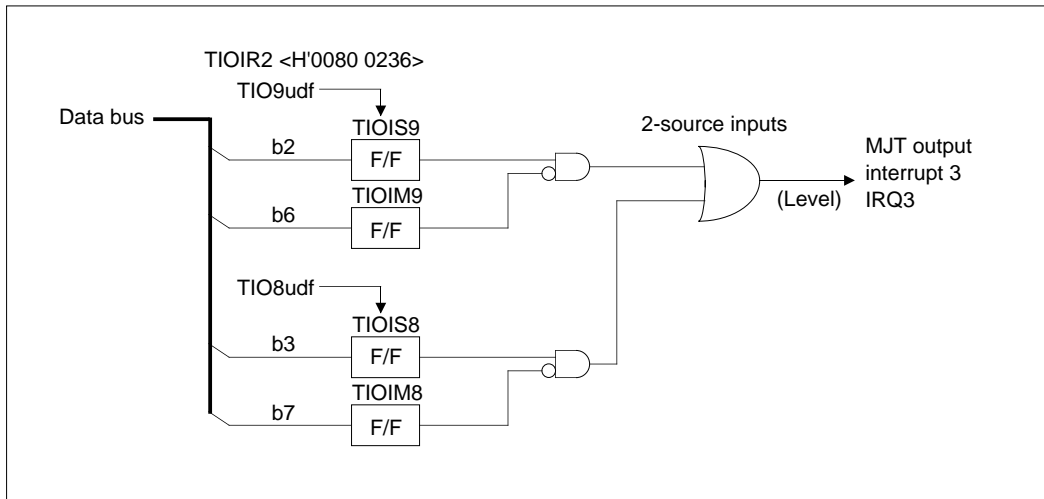 TIOIR2 <H'0080 0236>
TIO9udf
Data bus
TIOIS9
2-source inputs
b2
F/F
MJT output
interrupt 3
IRQ3
(Level)
TIOIM9
b6
F/F
TIO8udf
TIOIS8
b3
F/F
TIOIM8
b7
F/F